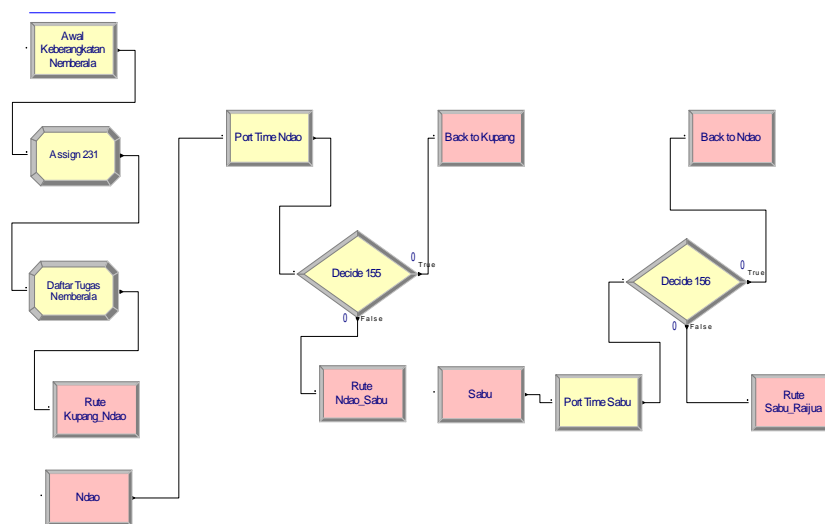 Awal
Keberangkatan
Nemberala
Assign 231
Daftar Tugas
Nemberala
Rute
Kupang_Ndao
Ndao
Port Time Ndao
Back to Kupang
Decide 155
0
True
0
False
Rute
Ndao_Sabu
Sabu
Port Time Sabu
Back to Ndao
Decide 156
0
True
0
False
Rute
Sabu_Raijua